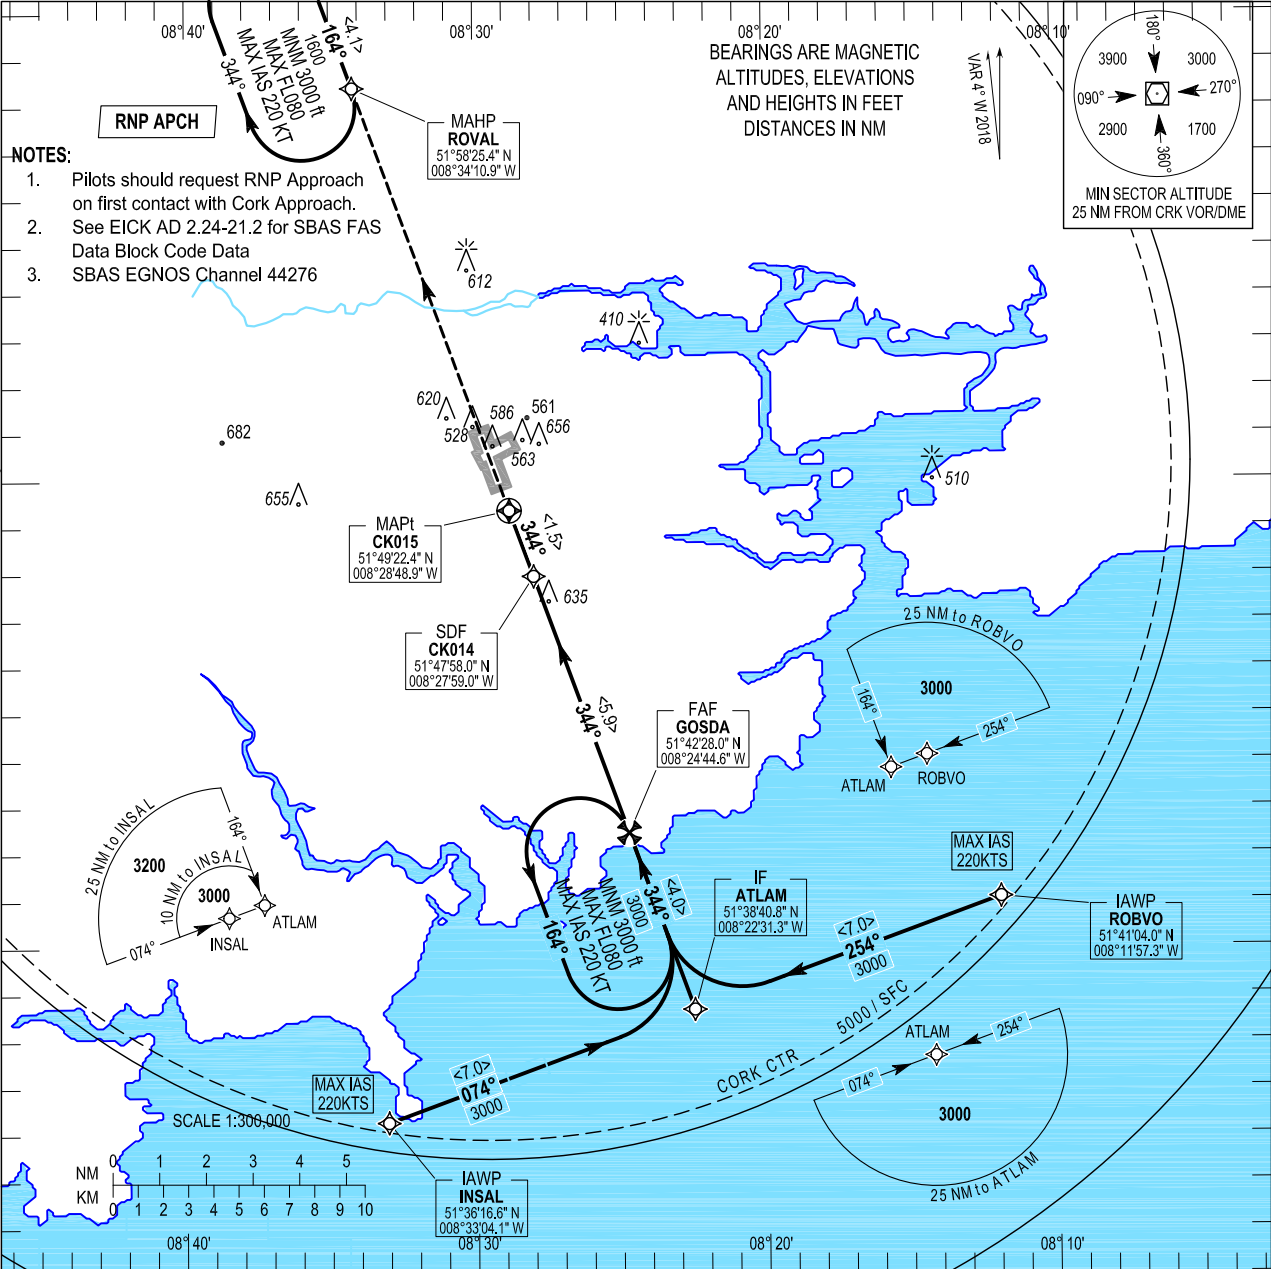 08°40'
08°30'
08°20'
08°10'
<4.1>
164°
1600
MNM 3000 ft
MAX FL080
MAX IAS 220 KT
344°
RNP APCH
NOTES:
1. Pilots should request RNP Approach
on first contact with Cork Approach.
2. See EICK AD 2.24-21.2 for SBAS FAS
Data Block Code Data
3. SBAS EGNOS Channel 44276
MAHP
ROVAL
51°58'25.4" N
008°34'10.9" W
BEARINGS ARE MAGNETIC
ALTITUDES, ELEVATIONS
AND HEIGHTS IN FEET
DISTANCES IN NM
VAR 4° W 2018
180°
3900
3000
090°
270°
2900
1700
360°
MIN SECTOR ALTITUDE
25 NM FROM CRK VOR/DME
612
410
620
528
586
561
656
563
682
655
510
MAPt
CK015
51°49'22.4" N
008°28'48.9" W
<1.5>
344°
635
SDF
CK014
51°47'58.0" N
008°27'59.0" W
25 NM to ROBVO
3000
164°
254°
ATLAM
ROBVO
<5.9>
344°
FAF
GOSDA
51°42'28.0" N
008°24'44.6" W
25 NM to INSAL
3200
164°
10 NM to INSAL
3000
074°
INSAL
ATLAM
MAX IAS
220KTS
IF
ATLAM
51°38'40.8" N
008°22'31.3" W
IAWP
ROBVO
51°41'04.0" N
008°11'57.3" W
<4.0>
344°
3000
MNM 3000 ft
MAX FL080
MAX IAS 220 KT
164°
<7.0>
254°
3000
5000 / SFC
CORK CTR
ATLAM
254°
074°
3000
25 NM to ATLAM
<7.0>
074°
3000
MAX IAS
220KTS
SCALE 1:300,000
NM 0 1 2 3 4 5
KM 0 1 2 3 4 5 6 7 8 9 10
IAWP
INSAL
51°36'16.6" N
008°33'04.1" W
08°40'
08°30'
08°20'
08°10'